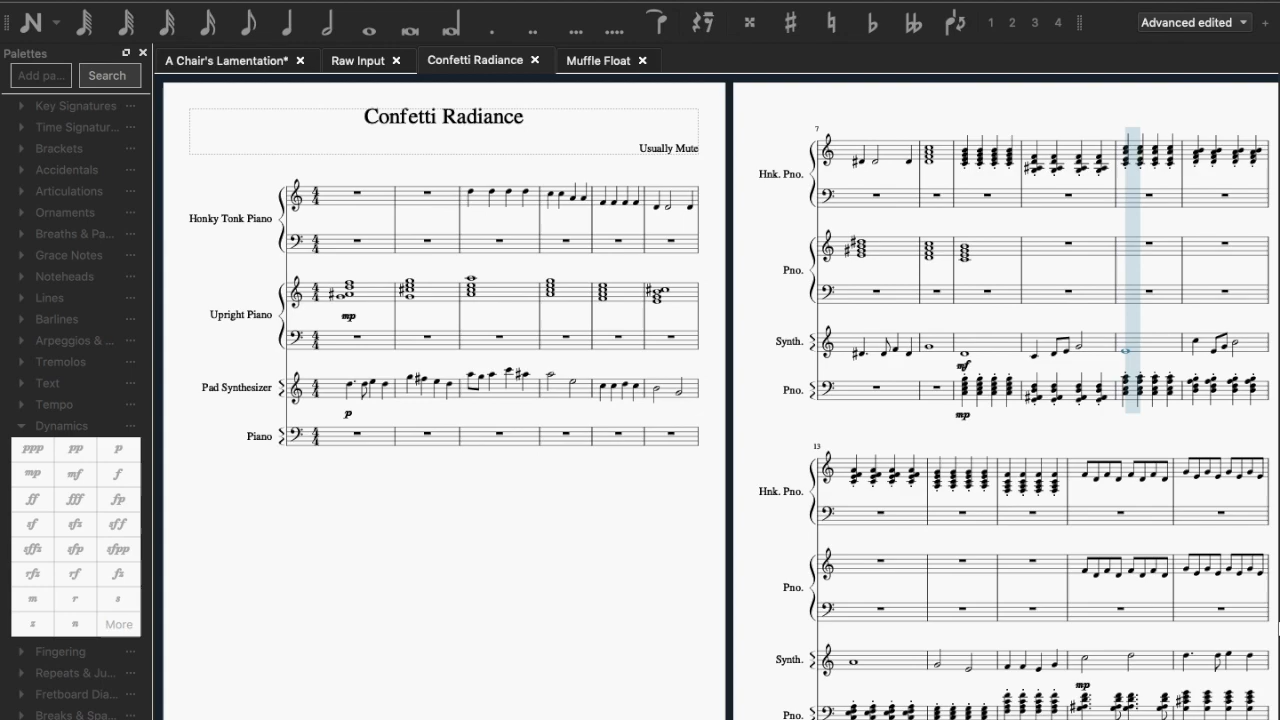 1 2 3 4 Advanced edited +
Palettes
Add pa... Search
A Chair's Lamentation* Raw Input Confetti Radiance Muffle Float
Key Signatures
Time Signatur...
Brackets
Accidentals
Articulations
Ornaments
Breaths & Pa...
Grace Notes
Noteheads
Lines
Barlines
Arpeggios & ...
Tremolos
Text
Tempo
Dynamics
ppp pp p
mp mf f
ff fff fp
sf sfz sff
sffz sfp sfpp
rfz rf fz
m r s
z n More
Fingering
Repeats & Ju...
Fretboard Dia...
Breaks & Spa...
Confetti Radiance
Usually Mute
Honky Tonk Piano
Upright Piano
mp
Pad Synthesizer
p
Piano
7
Hnk. Pno.
Pno.
Synth.
mf
Pno.
mp
13
Hnk. Pno.
Pno.
Synth.
mp
Pno.